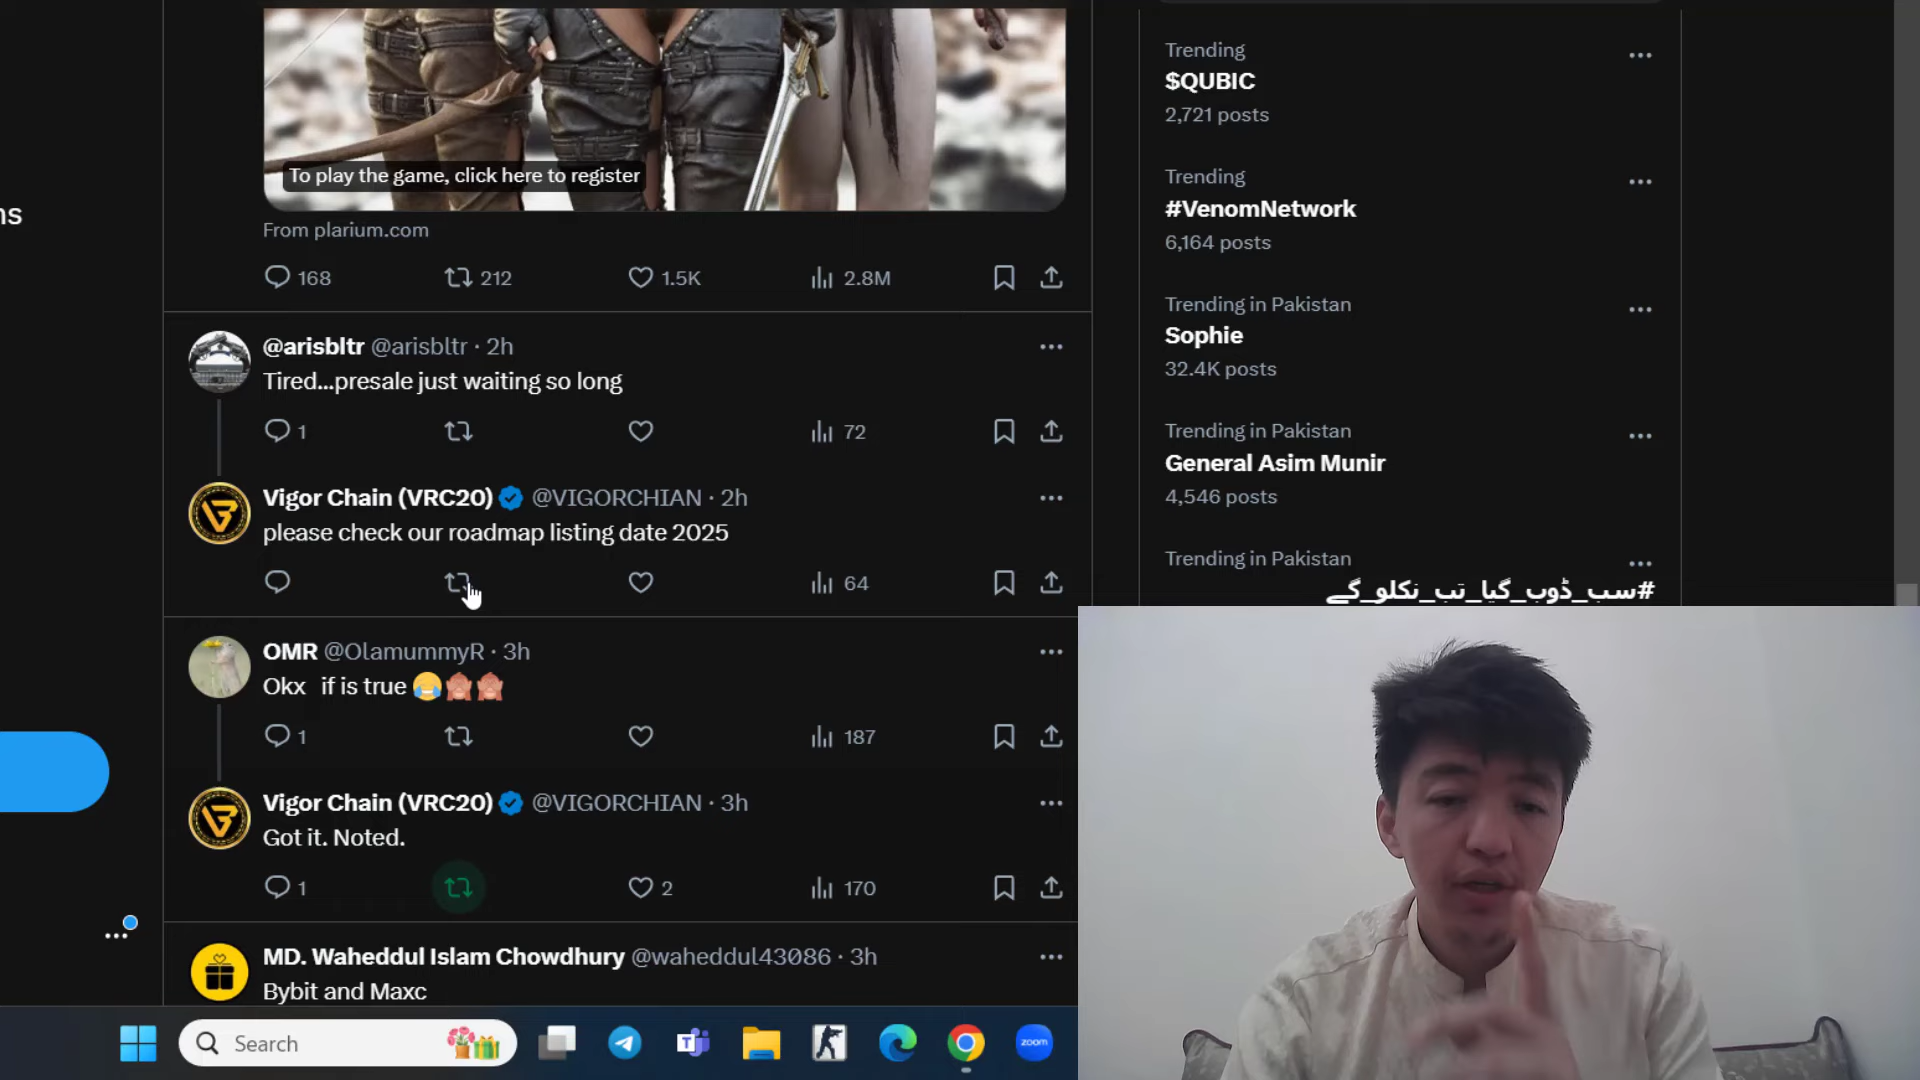 To play the game, click here to register
From plarium.com
168
212
1.5K
2.8M
@arisbltr @arisbltr · 2h
Tired...presale just waiting so long
1
72
Vigor Chain (VRC20) @VIGORCHIAN · 2h
please check our roadmap listing date 2025
64
OMR @OlamummyR · 3h
Okx if is true 😂🙈🙈
1
187
Vigor Chain (VRC20) @VIGORCHIAN · 3h
Got it. Noted.
1
2
170
MD. Waheddul Islam Chowdhury @waheddul43086 · 3h
Bybit and Maxc
Trending
$QUBIC
2,721 posts
Trending
#VenomNetwork
6,164 posts
Trending in Pakistan
Sophie
32.4K posts
Trending in Pakistan
General Asim Munir
4,546 posts
Trending in Pakistan
#سب_ڈوب_گیا_تب_نکلو_گے
Search
zoom